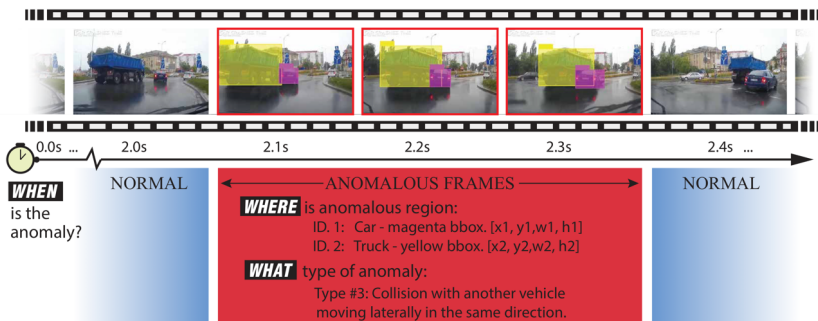 0.0s ... 2.0s 2.1s 2.2s 2.3s 2.4s ...
WHEN
is the
anomaly?
NORMAL
ANOMALOUS FRAMES
WHERE is anomalous region:
ID. 1: Car - magenta bbox. [x1, y1,w1, h1]
ID. 2: Truck - yellow bbox. [x2, y2,w2, h2]
WHAT type of anomaly:
Type #3: Collision with another vehicle
moving laterally in the same direction.
NORMAL